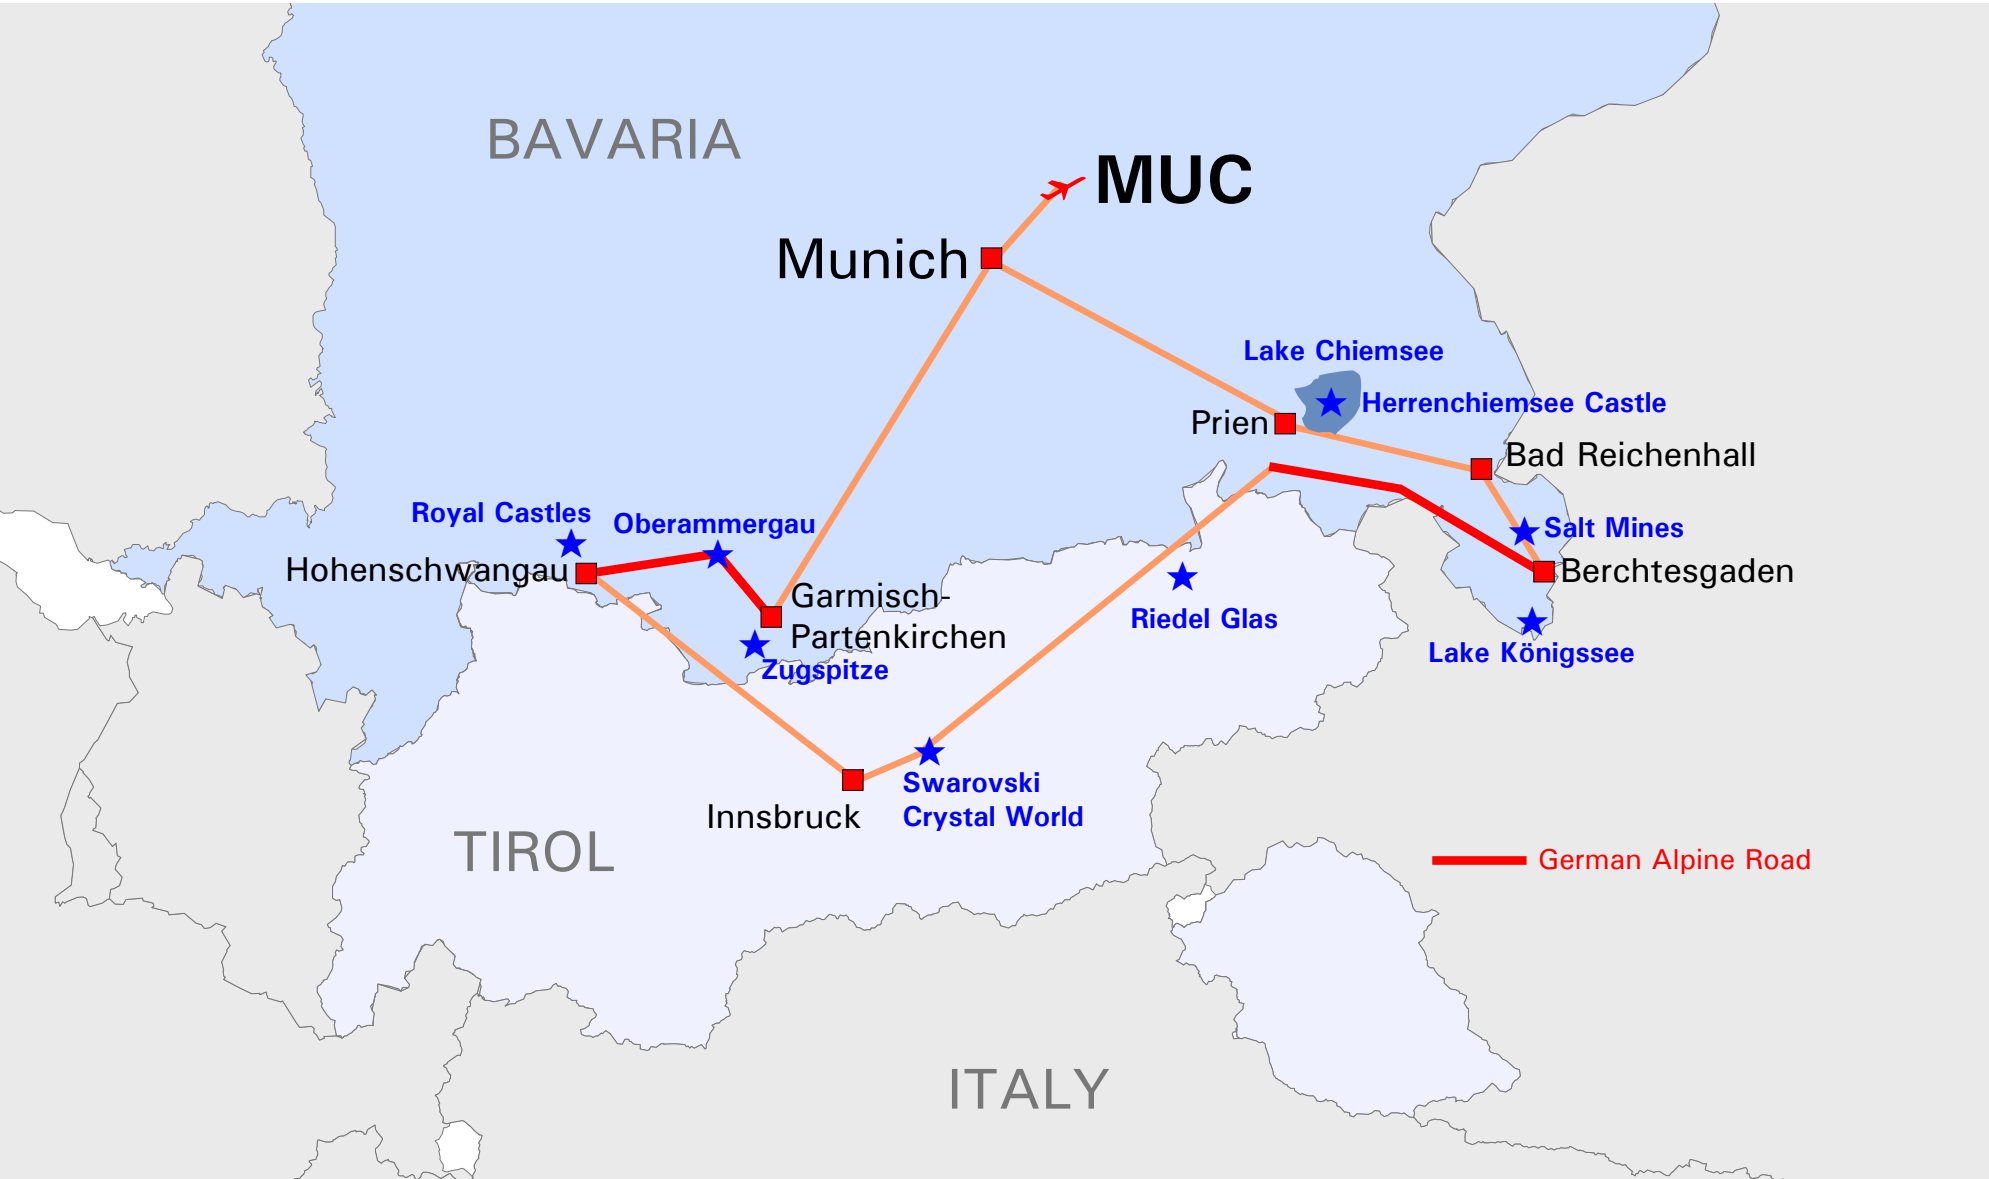 BAVARIA
MUC
Munich
Lake Chiemsee
Herrenchiemsee Castle
Prien
Bad Reichenhall
Royal Castles
Oberammergau
Salt Mines
Hohenschwangau
Berchtesgaden
Garmisch-
Partenkirchen
Riedel Glas
Zugspitze
Lake Königssee
Swarovski
Crystal World
Innsbruck
TIROL
German Alpine Road
ITALY